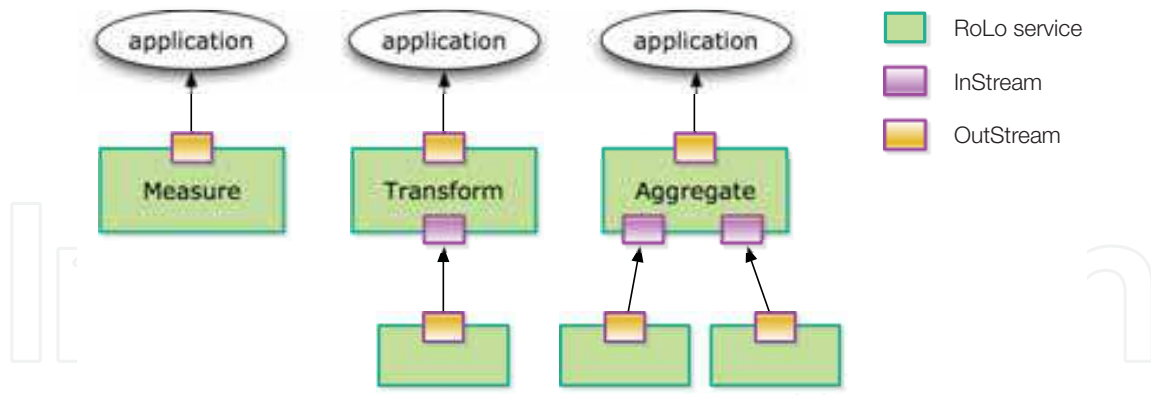 application
application
application
RoLo service
InStream
OutStream
Measure
Transform
Aggregate